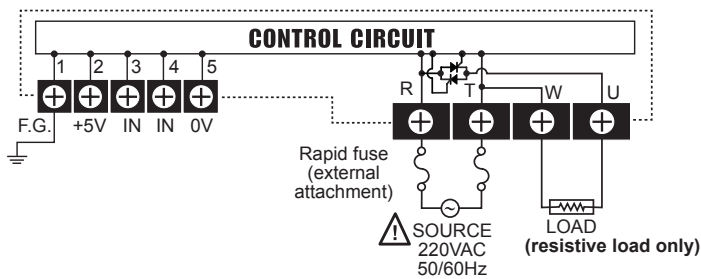 CONTROL CIRCUIT
1 2 3 4 5
R T W U
F.G. +5V IN IN 0V
Rapid fuse
(external
attachment)
SOURCE
220VAC
50/60Hz
LOAD
(resistive load only)